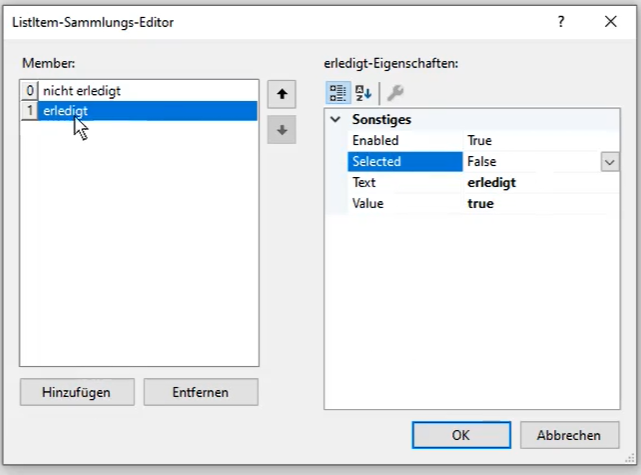 ListItem-Sammlungs-Editor
?
Member:
0 nicht erledigt
1 erledigt
Hinzufügen
Entfernen
erledigt-Eigenschaften:
Sonstiges
Enabled True
Selected False
Text erledigt
Value true
OK
Abbrechen